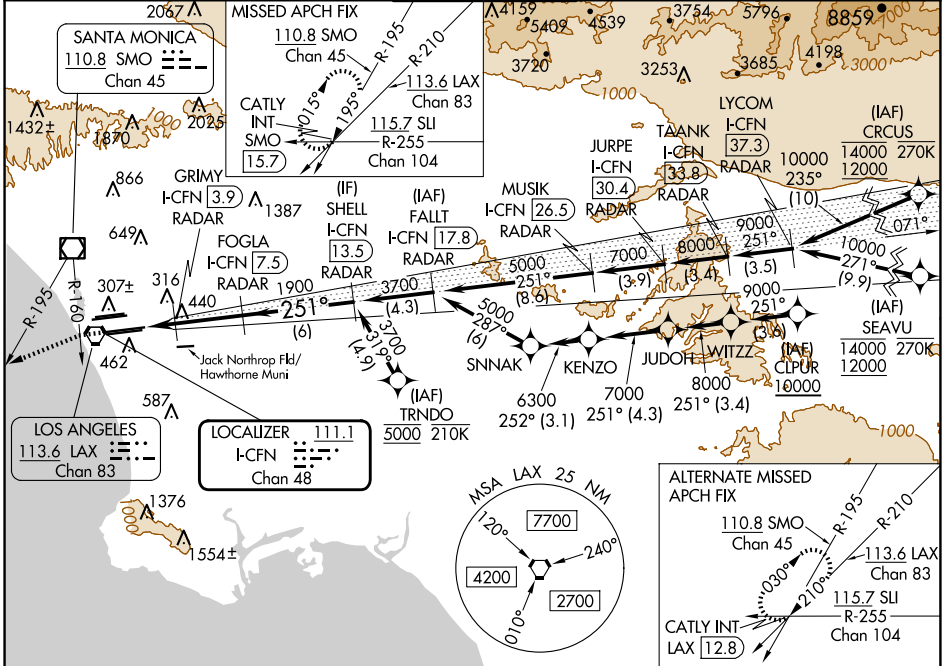 2067
SANTA MONICA
110.8 SMO
Chan 45
MISSED APCH FIX
110.8 SMO
Chan 45
R-195
R-210
113.6 LAX
Chan 83
015°
195°
CATLY
INT
SMO
15.7
115.7 SLI
R-255
Chan 104
4159
5409
4539
3754
5796
8859
7000
3720
3253
3685
4198
3000
1000
1432±
1000
1870
2025
866
649
1387
GRIMY
I-CFN 3.9
RADAR
FOGLA
I-CFN 7.5
RADAR
(IF)
SHELL
I-CFN
13.5
RADAR
(IAF)
FALLT
I-CFN 17.8
RADAR
MUSIK
I-CFN 26.5
RADAR
JURPE
I-CFN
30.4
RADAR
TAANK
I-CFN
33.8
RADAR
LYCOM
I-CFN
37.3
RADAR
10000
235°
(10)
(IAF)
CRCUS
14000 270K
12000
071°
307±
316
440
462
R-195
R-160
1900
251°
(6)
3700
(4.3)
5000
251°
(8.6)
7000
(3.9)
8000
(3.4)
9000
251°
(3.5)
10000
271°
(9.9)
(IAF)
SEAVU
14000 270K
12000
Jack Northrop Fld/
Hawthorne Muni
3700
319°
(4.9)
(IAF)
TRNDO
5000 210K
5000
287°
(6)
SNNAK
KENZO
JUDOH
WITZZ
9000
251°
(3.6)
(IAF)
CLPUR
10000
6300
252° (3.1)
7000
251° (4.3)
8000
251° (3.4)
1000
587
LOS ANGELES
113.6 LAX
Chan 83
LOCALIZER 111.1
I-CFN
Chan 48
1000
1376
1554±
MSA LAX 25 NM
120°
240°
010°
7700
4200
2700
ALTERNATE MISSED
APCH FIX
110.8 SMO
Chan 45
R-195
R-210
113.6 LAX
Chan 83
030°
210°
115.7 SLI
R-255
Chan 104
CATLY INT
LAX 12.8